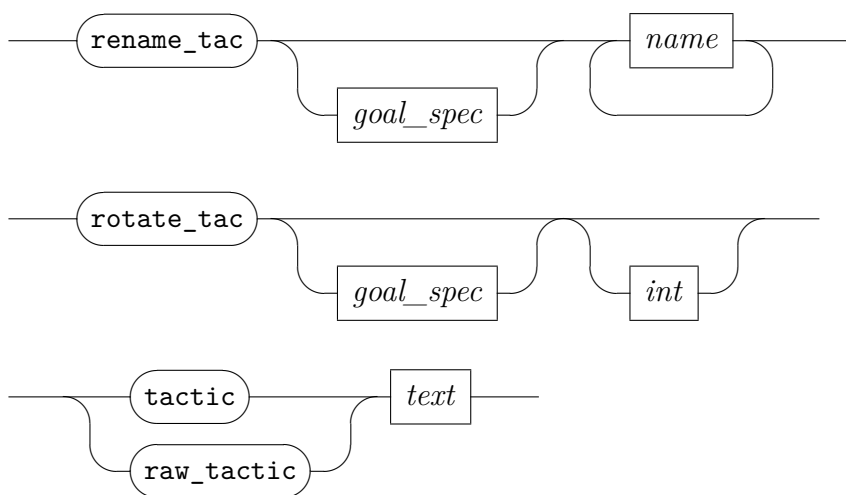 rename_tac name
goal_spec
rotate_tac
goal_spec int
tactic text
raw_tactic